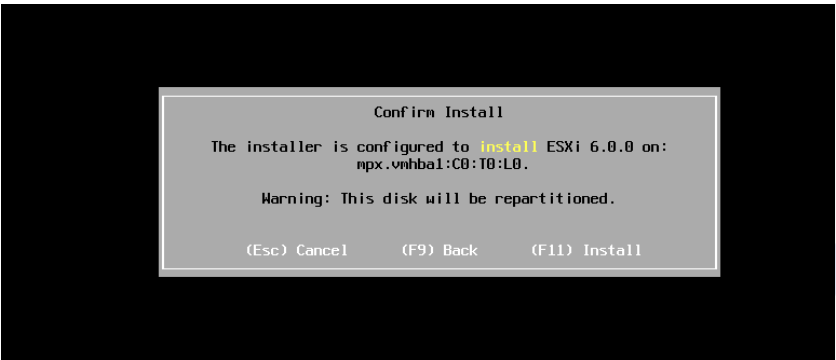 Confirm Install
The installer is configured to install ESXi 6.0.0 on:
mpx.vmhba1:C0:T0:L0.
Warning: This disk will be repartitioned.
(Esc) Cancel (F9) Back (F11) Install